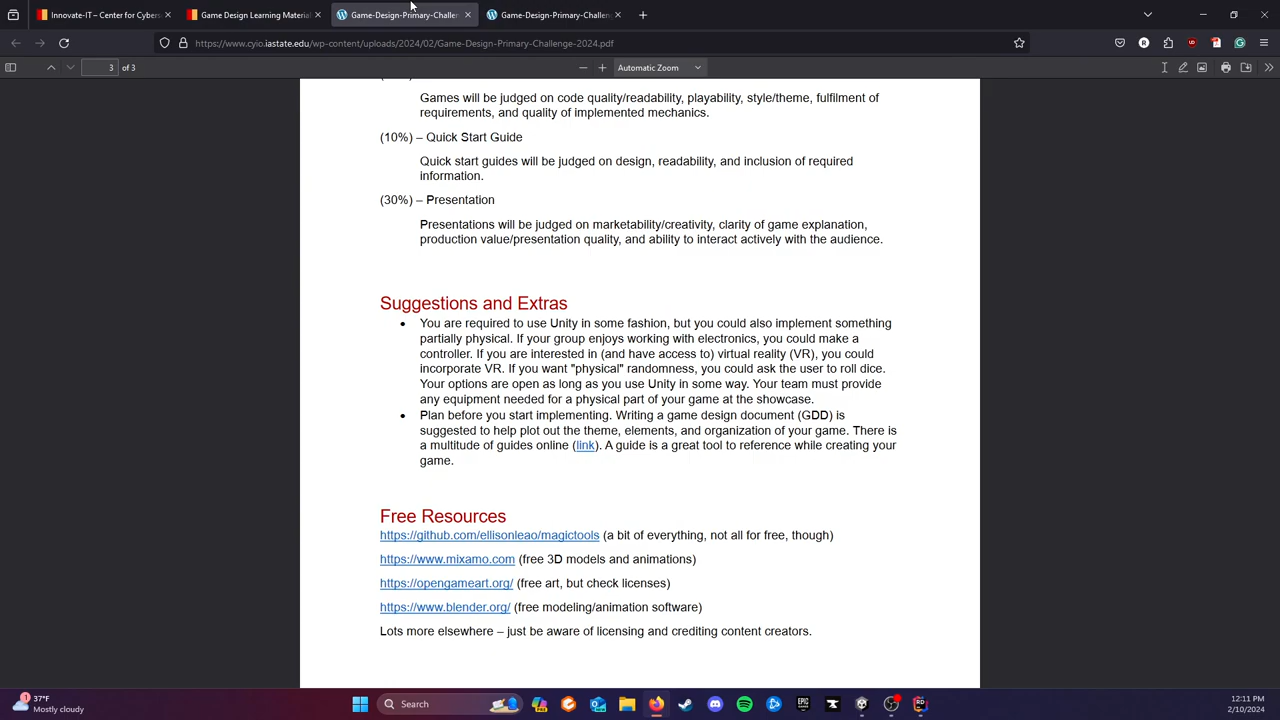 Innovate-IT – Center for Cybers
Game Design Learning Material
Game-Design-Primary-Challe
Game-Design-Primary-Challen
https://www.cyio.iastate.edu/wp-content/uploads/2024/02/Game-Design-Primary-Challenge-2024.pdf
3 of 3
Automatic Zoom
Games will be judged on code quality/readability, playability, style/theme, fulfilment of
requirements, and quality of implemented mechanics.
(10%) – Quick Start Guide
Quick start guides will be judged on design, readability, and inclusion of required
information.
(30%) – Presentation
Presentations will be judged on marketability/creativity, clarity of game explanation,
production value/presentation quality, and ability to interact actively with the audience.
Suggestions and Extras
• You are required to use Unity in some fashion, but you could also implement something
partially physical. If your group enjoys working with electronics, you could make a
controller. If you are interested in (and have access to) virtual reality (VR), you could
incorporate VR. If you want "physical" randomness, you could ask the user to roll dice.
Your options are open as long as you use Unity in some way. Your team must provide
any equipment needed for a physical part of your game at the showcase.
• Plan before you start implementing. Writing a game design document (GDD) is
suggested to help plot out the theme, elements, and organization of your game. There is
a multitude of guides online (link). A guide is a great tool to reference while creating your
game.
Free Resources
https://github.com/ellisonleao/magictools (a bit of everything, not all for free, though)
https://www.mixamo.com (free 3D models and animations)
https://opengameart.org/ (free art, but check licenses)
https://www.blender.org/ (free modeling/animation software)
Lots more elsewhere – just be aware of licensing and crediting content creators.
1
37°F
Mostly cloudy
Search
EPIC
RD
12:11 PM
2/10/2024